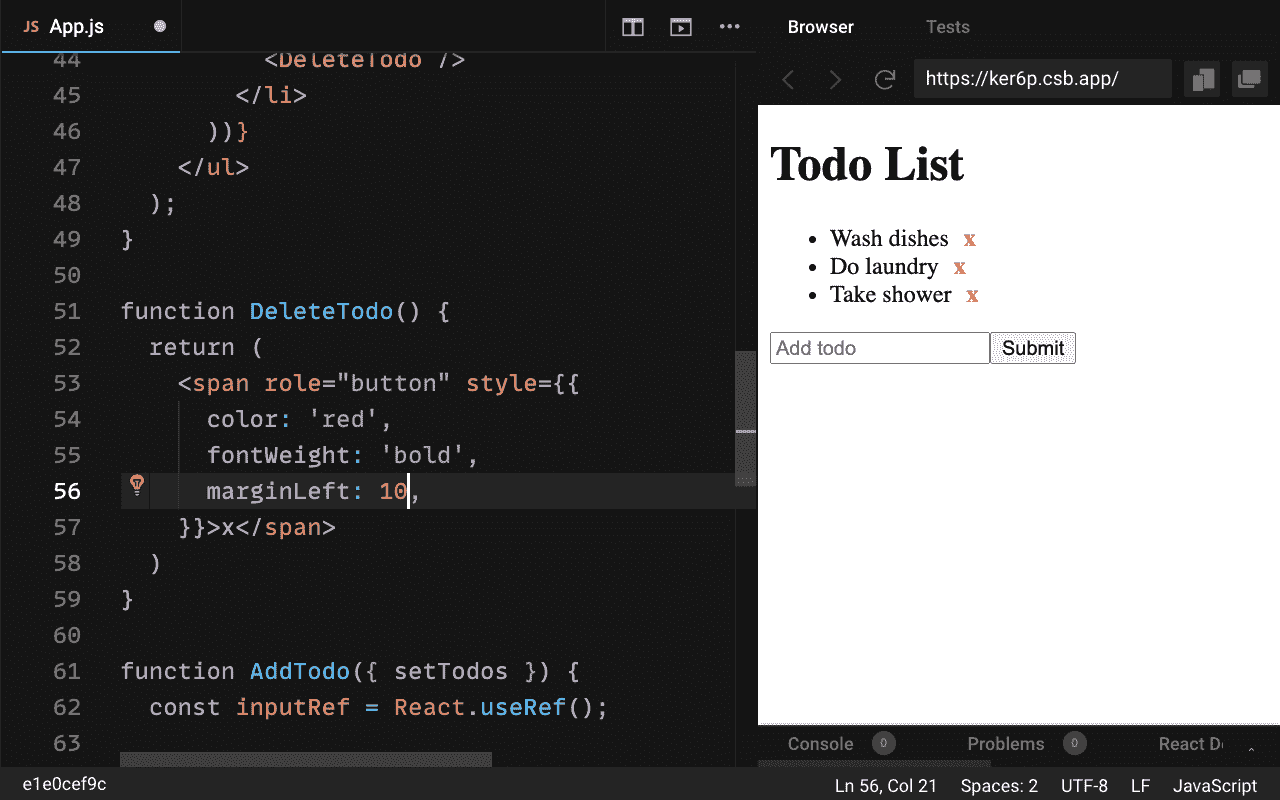 JS App.js
Browser Tests
https://ker6p.csb.app/
44 <DeleteTodo />
45 </li>
46 ))}
47 </ul>
48 );
49 }
50
51 function DeleteTodo() {
52 return (
53 <span role="button" style={{
54 color: 'red',
55 fontWeight: 'bold',
56 marginLeft: 10,
57 }}>x</span>
58 )
59 }
60
61 function AddTodo({ setTodos }) {
62 const inputRef = React.useRef();
63
Todo List
• Wash dishes x
• Do laundry x
• Take shower x
Add todo Submit
Console 0 Problems 0 React D
e1e0cef9c Ln 56, Col 21 Spaces: 2 UTF-8 LF JavaScript